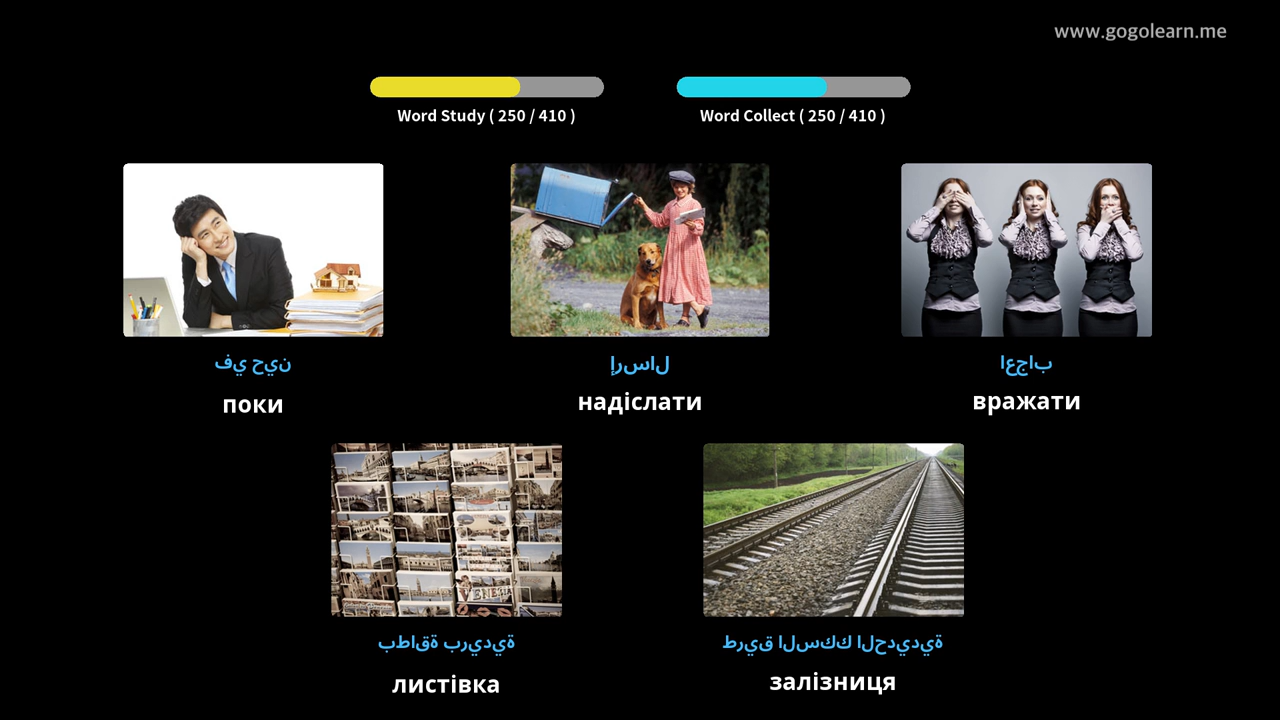 www.gogolearn.me
Word Study ( 250 / 410 )
Word Collect ( 250 / 410 )
في حين
إرسال
اعجاب
поки
надіслати
вражати
بطاقة بريدية
طريق السكك الحديدية
листівка
залізниця